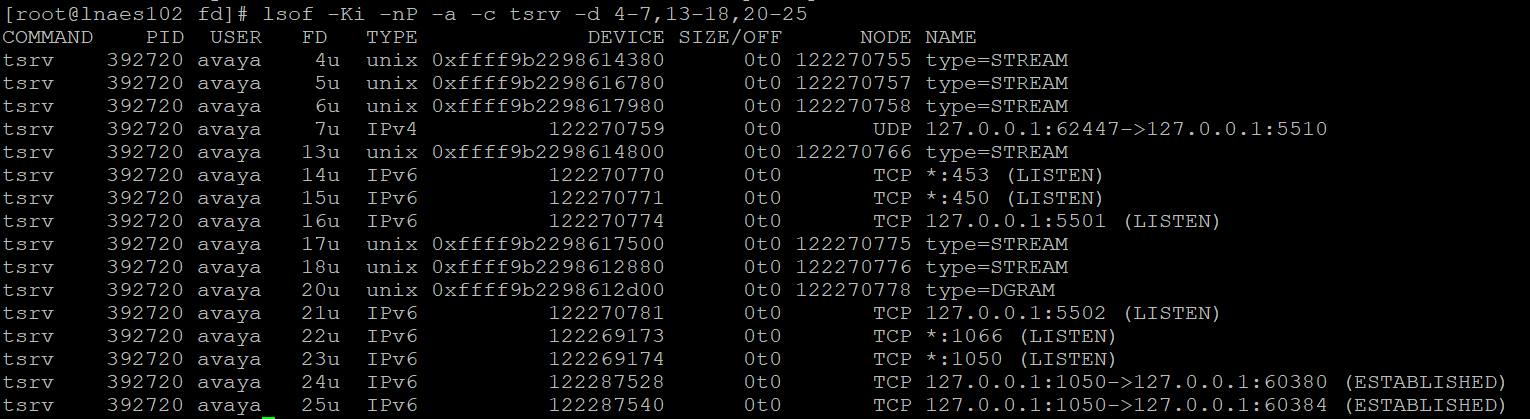 [root@lnaes102 fd]# lsof -Ki -nP -a -c tsrv -d 4-7,13-18,20-25
COMMAND    PID  USER   FD   TYPE             DEVICE SIZE/OFF      NODE NAME
tsrv    392720 avaya    4u  unix 0xffff9b2298614380      0t0 122270755 type=STREAM
tsrv    392720 avaya    5u  unix 0xffff9b2298616780      0t0 122270757 type=STREAM
tsrv    392720 avaya    6u  unix 0xffff9b2298617980      0t0 122270758 type=STREAM
tsrv    392720 avaya    7u  IPv4          122270759      0t0       UDP 127.0.0.1:62447->127.0.0.1:5510
tsrv    392720 avaya   13u  unix 0xffff9b2298614800      0t0 122270766 type=STREAM
tsrv    392720 avaya   14u  IPv6          122270770      0t0       TCP *:453 (LISTEN)
tsrv    392720 avaya   15u  IPv6          122270771      0t0       TCP *:450 (LISTEN)
tsrv    392720 avaya   16u  IPv6          122270774      0t0       TCP 127.0.0.1:5501 (LISTEN)
tsrv    392720 avaya   17u  unix 0xffff9b2298617500      0t0 122270775 type=STREAM
tsrv    392720 avaya   18u  unix 0xffff9b2298612880      0t0 122270776 type=STREAM
tsrv    392720 avaya   20u  unix 0xffff9b2298612d00      0t0 122270778 type=DGRAM
tsrv    392720 avaya   21u  IPv6          122270781      0t0       TCP 127.0.0.1:5502 (LISTEN)
tsrv    392720 avaya   22u  IPv6          122269173      0t0       TCP *:1066 (LISTEN)
tsrv    392720 avaya   23u  IPv6          122269174      0t0       TCP *:1050 (LISTEN)
tsrv    392720 avaya   24u  IPv6          122287528      0t0       TCP 127.0.0.1:1050->127.0.0.1:60380 (ESTABLISHED)
tsrv    392720 avaya   25u  IPv6          122287540      0t0       TCP 127.0.0.1:1050->127.0.0.1:60384 (ESTABLISHED)